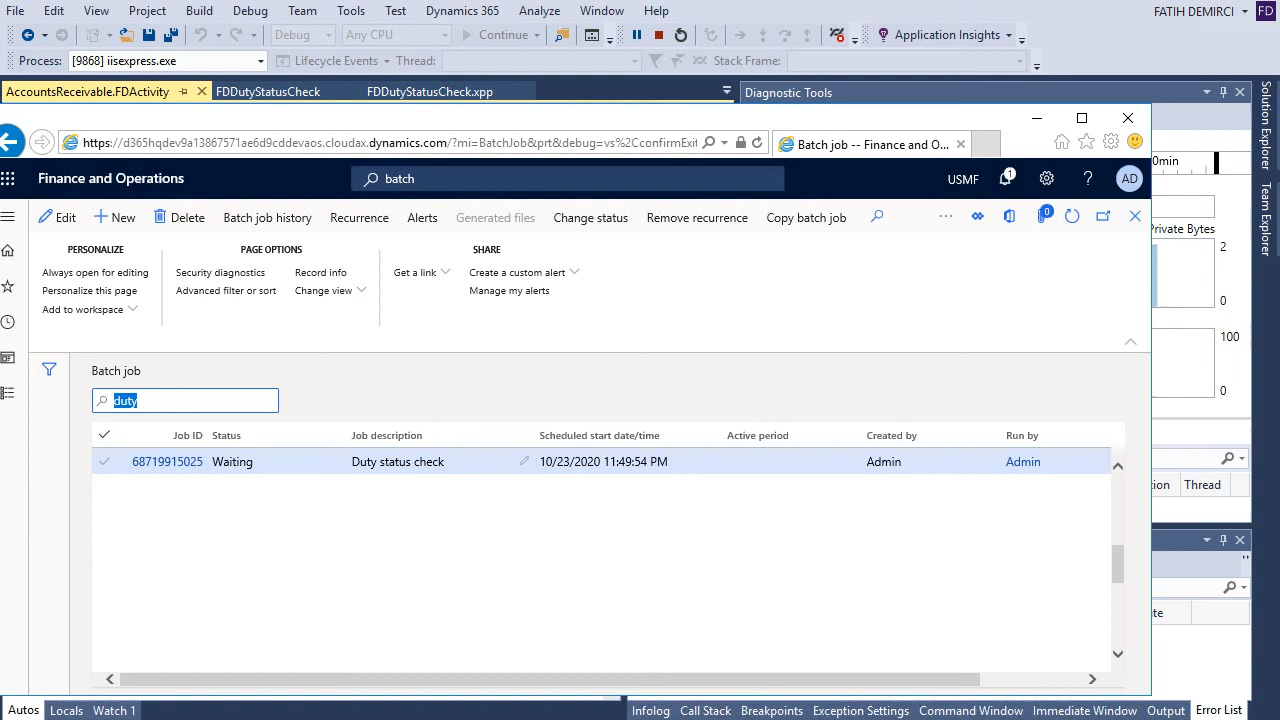 File Edit View Project Build Debug Team Tools Test Dynamics 365 Analyze Window Help FATIH DEMIRCI FD
Debug Any CPU Continue Application Insights
Process: [9868] iisexpress.exe Lifecycle Events Thread: Stack Frame:
AccountsReceivable.FDActivity FDDutyStatusCheck FDDutyStatusCheck.xpp Diagnostic Tools
Solution Explorer
Team Explorer
https://d365hqdev9a13867571ae6d9cddevaos.cloudax.dynamics.com/?mi=BatchJob&prt&debug=vs%2CconfirmExit Batch job -- Finance and O...
0min
Finance and Operations batch USMF 1 ? AD
Edit New Delete Batch job history Recurrence Alerts Generated files Change status Remove recurrence Copy batch job ... 0
Private Bytes
PERSONALIZE PAGE OPTIONS SHARE
2
Always open for editing Security diagnostics Record info Get a link Create a custom alert
Personalize this page Advanced filter or sort Change view Manage my alerts
0
Add to workspace
100
Batch job
0
duty
Job ID Status Job description Scheduled start date/time Active period Created by Run by
68719915025 Waiting Duty status check 10/23/2020 11:49:54 PM Admin Admin
Thread
Autos Locals Watch 1 Infolog Call Stack Breakpoints Exception Settings Command Window Immediate Window Output Error List